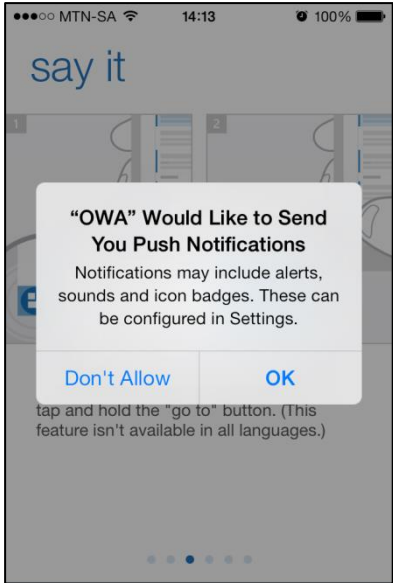 MTN-SA 14:13 100%
say it
1 2
“OWA” Would Like to Send
You Push Notifications
Notifications may include alerts,
sounds and icon badges. These can
be configured in Settings.
Don't Allow OK
tap and hold the "go to" button. (This
feature isn't available in all languages.)